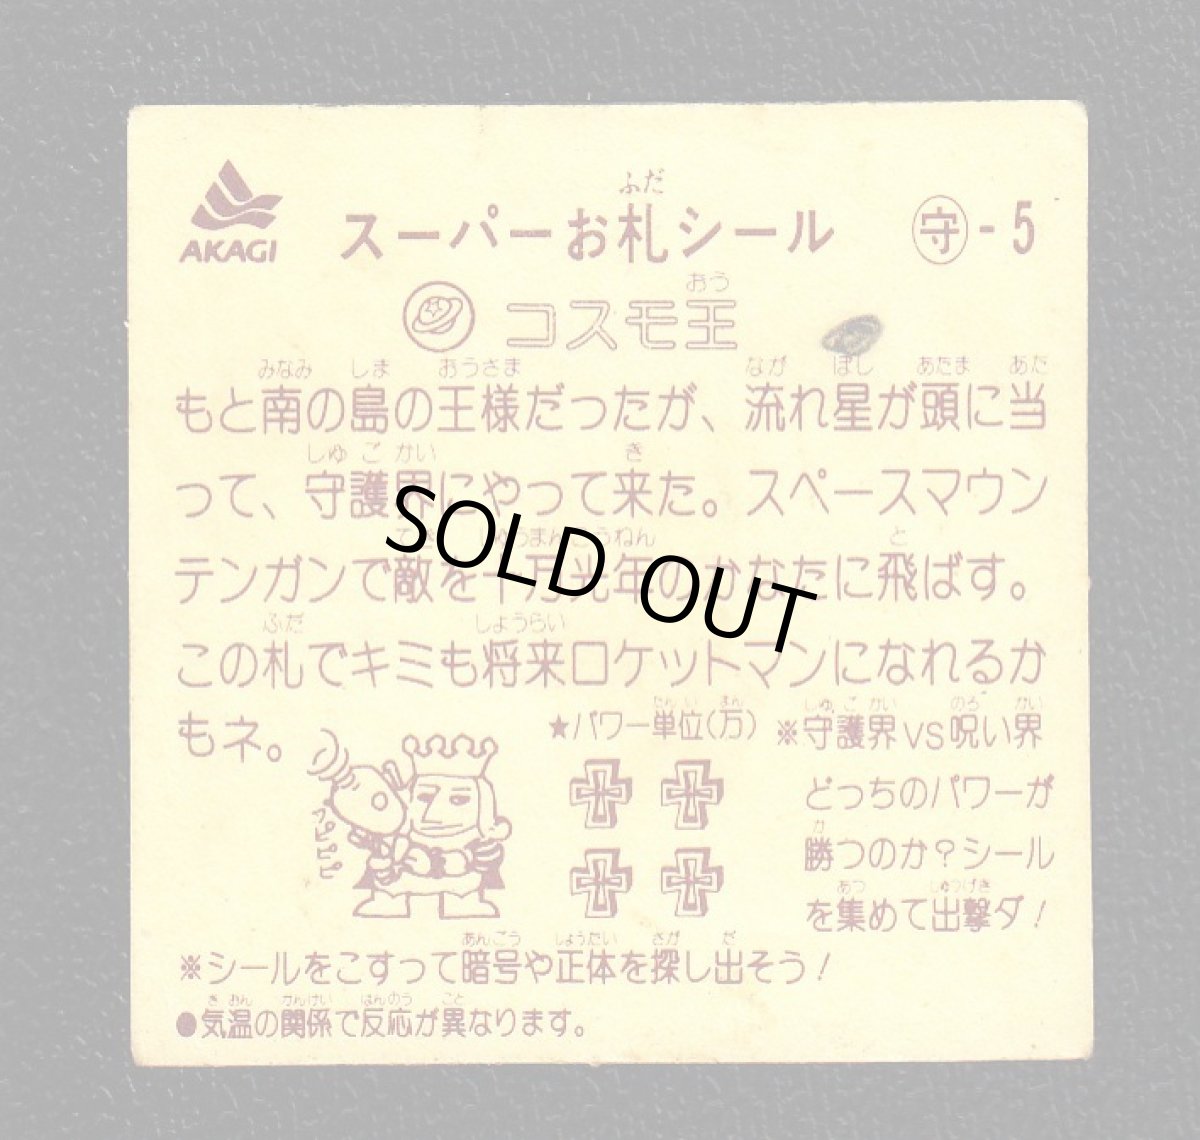 AKAGI
スーパーお札シール
ふだ
守 - 5
コスモ王
おう
みなみ しま おうさま なが ぼし あたま あた
もと南の島の王様だったが、流れ星が頭に当
しゅ ご かい き
って、守護界にやって来た。スペースマウン
まんこうねん と
テンガンで敵を千万光年のかなたに飛ばす。
ふだ しょうらい
この札でキミも将来ロケットマンになれるか
もネ。
たんい まん
★パワー単位(万)
しゅ ご かい のろ かい
※守護界VS呪い界
どっちのパワーが
か
勝つのか?シール
あつ しゅつげき
を集めて出撃ダ!
SOLD OUT
あんごう しょうたい さが だ
※シールをこすって暗号や正体を探し出そう!
き おん かんけい はんのう こと
●気温の関係で反応が異なります。